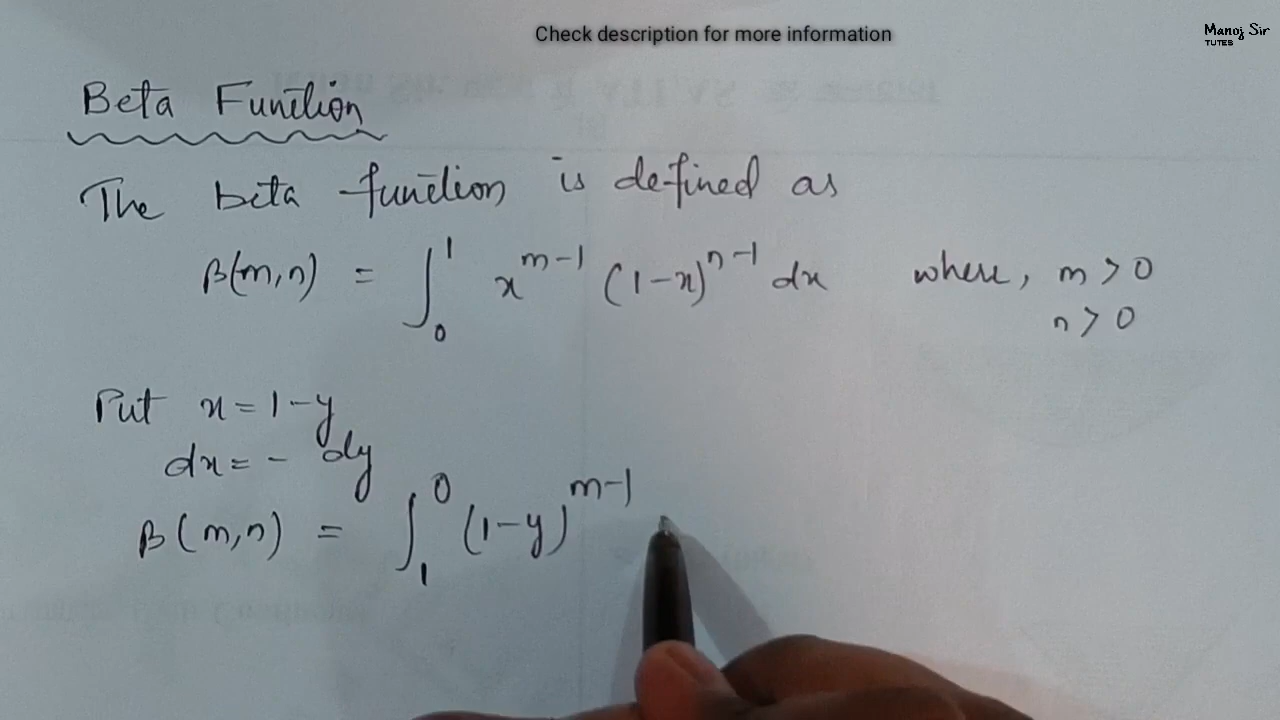 Check description for more information
Manoj Sir
TUTES
Beta Function
The beta function is defined as
β(m,n) = ∫₀¹ x^{m-1} (1-x)^{n-1} dx where, m > 0
n > 0
Put x = 1-y
dx = - dy
β(m,n) = ∫₁⁰ (1-y)^{m-1}